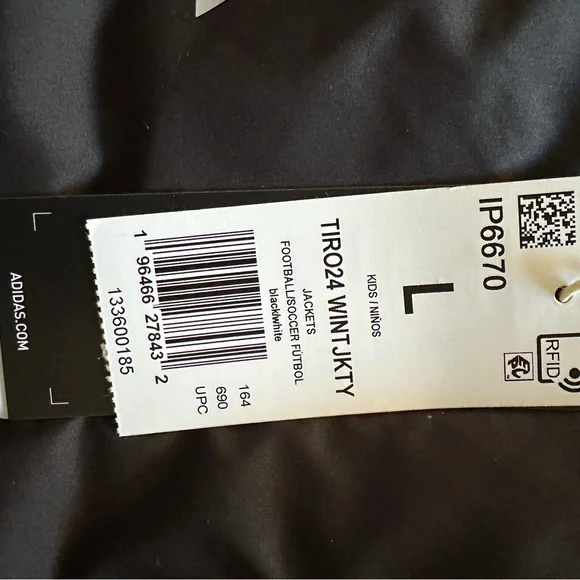 IP6670
RFID
EPC
L
KIDS / NIÑOS
TIRO24 WINTJKTY
JACKETS
FOOTBALL/SOCCER FÚTBOL
black/white
164
690
UPC
1 96466 27843 2
133600185
ADIDAS.COM